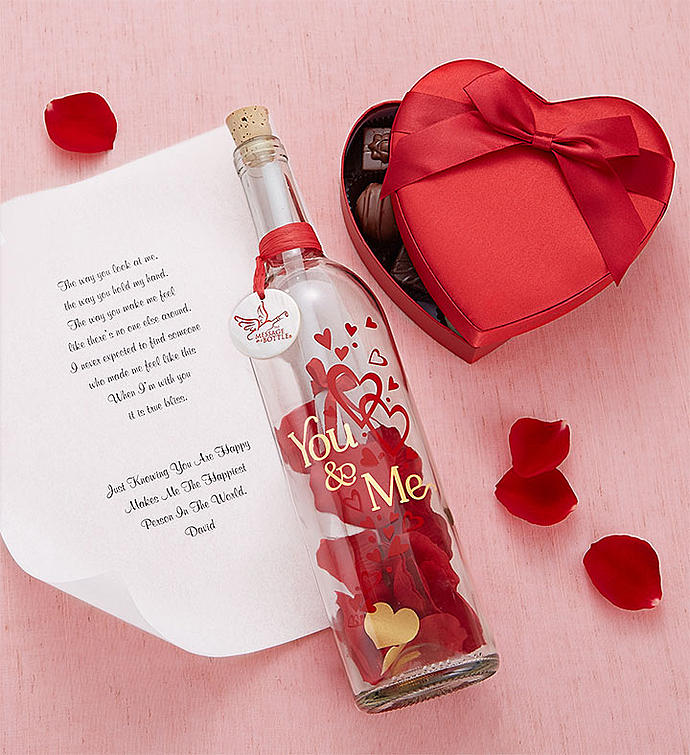 The way you look at me,
the way you hold my hand.
The way you make me feel
like there's no one else around.
I never expected to find someone
who made me feel like this
When I'm with you
it is true bliss.
Just Knowing You Are Happy
Makes Me The Happiest
Person In The World.
David
MESSAGE
BOTTLE
You
& Me